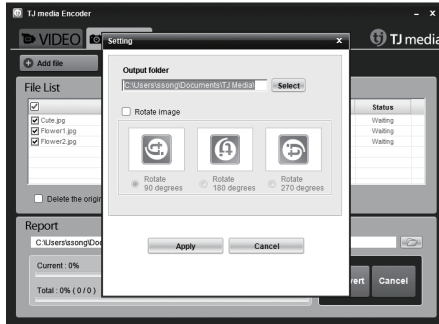 TJ media Encoder
VIDEO
TJ media
Add file
File List
Status
Cute.jpg
Waiting
Flower1.jpg
Waiting
Flower2.jpg
Waiting
Delete the origin
Report
C:\Users\ssong\Doc
Current : 0%
Total : 0% ( 0 / 0 )
vert
Cancel
Setting
Output folder
C:\Users\ssong\Documents\TJ Media\
Select
Rotate image
Rotate
90 degrees
Rotate
180 degrees
Rotate
270 degrees
Apply
Cancel